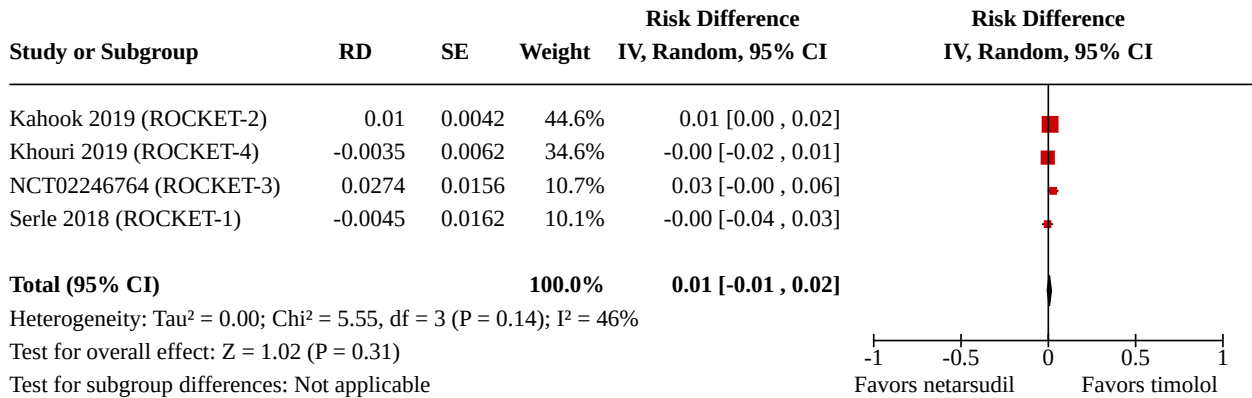 Risk Difference Risk Difference
Study or Subgroup RD SE Weight IV, Random, 95% CI IV, Random, 95% CI
Kahook 2019 (ROCKET-2) 0.01 0.0042 44.6% 0.01 [0.00 , 0.02]
Khouri 2019 (ROCKET-4) -0.0035 0.0062 34.6% -0.00 [-0.02 , 0.01]
NCT02246764 (ROCKET-3) 0.0274 0.0156 10.7% 0.03 [-0.00 , 0.06]
Serle 2018 (ROCKET-1) -0.0045 0.0162 10.1% -0.00 [-0.04 , 0.03]
Total (95% CI) 100.0% 0.01 [-0.01 , 0.02]
Heterogeneity: Tau² = 0.00; Chi² = 5.55, df = 3 (P = 0.14); I² = 46%
Test for overall effect: Z = 1.02 (P = 0.31)
-1 -0.5 0 0.5 1
Test for subgroup differences: Not applicable Favors netarsudil Favors timolol